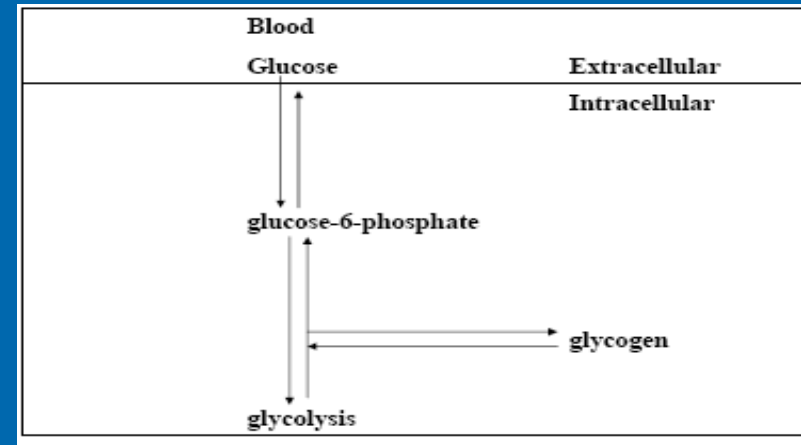 Blood
Glucose Extracellular
Intracellular
glucose-6-phosphate
glycogen
glycolysis